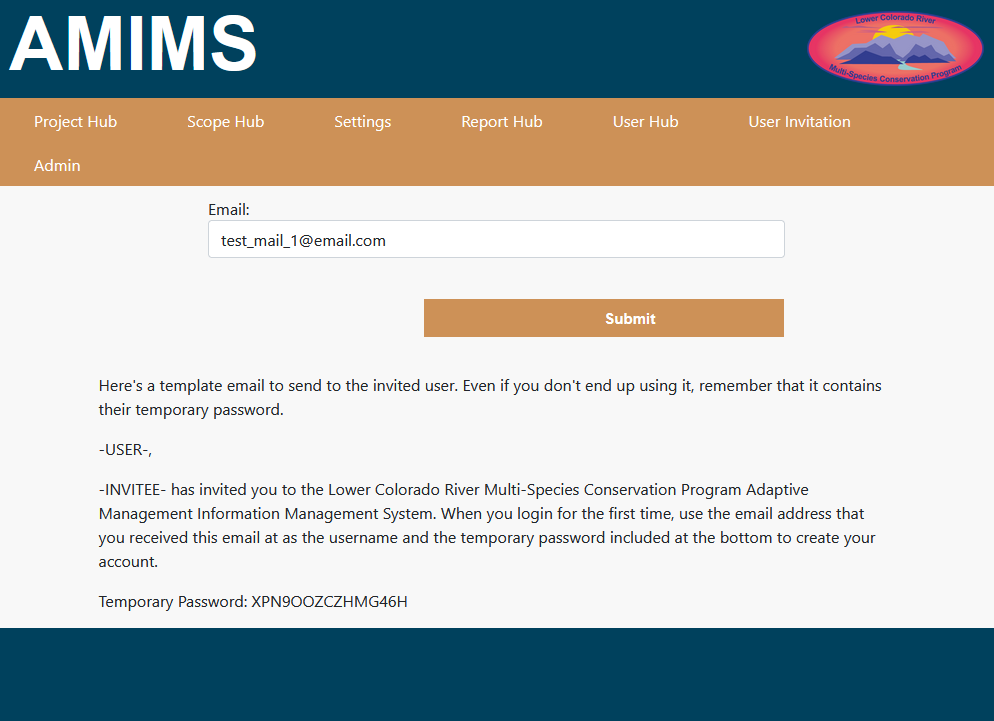 AMIMS
Lower Colorado River
Multi-Species Conservation Program
Project Hub Scope Hub Settings Report Hub User Hub User Invitation
Admin
Email:
test_mail_1@email.com
Submit
Here's a template email to send to the invited user. Even if you don't end up using it, remember that it contains
their temporary password.
-USER-,
-INVITEE- has invited you to the Lower Colorado River Multi-Species Conservation Program Adaptive
Management Information Management System. When you login for the first time, use the email address that
you received this email at as the username and the temporary password included at the bottom to create your
account.
Temporary Password: XPN9OOZCZHMG46H